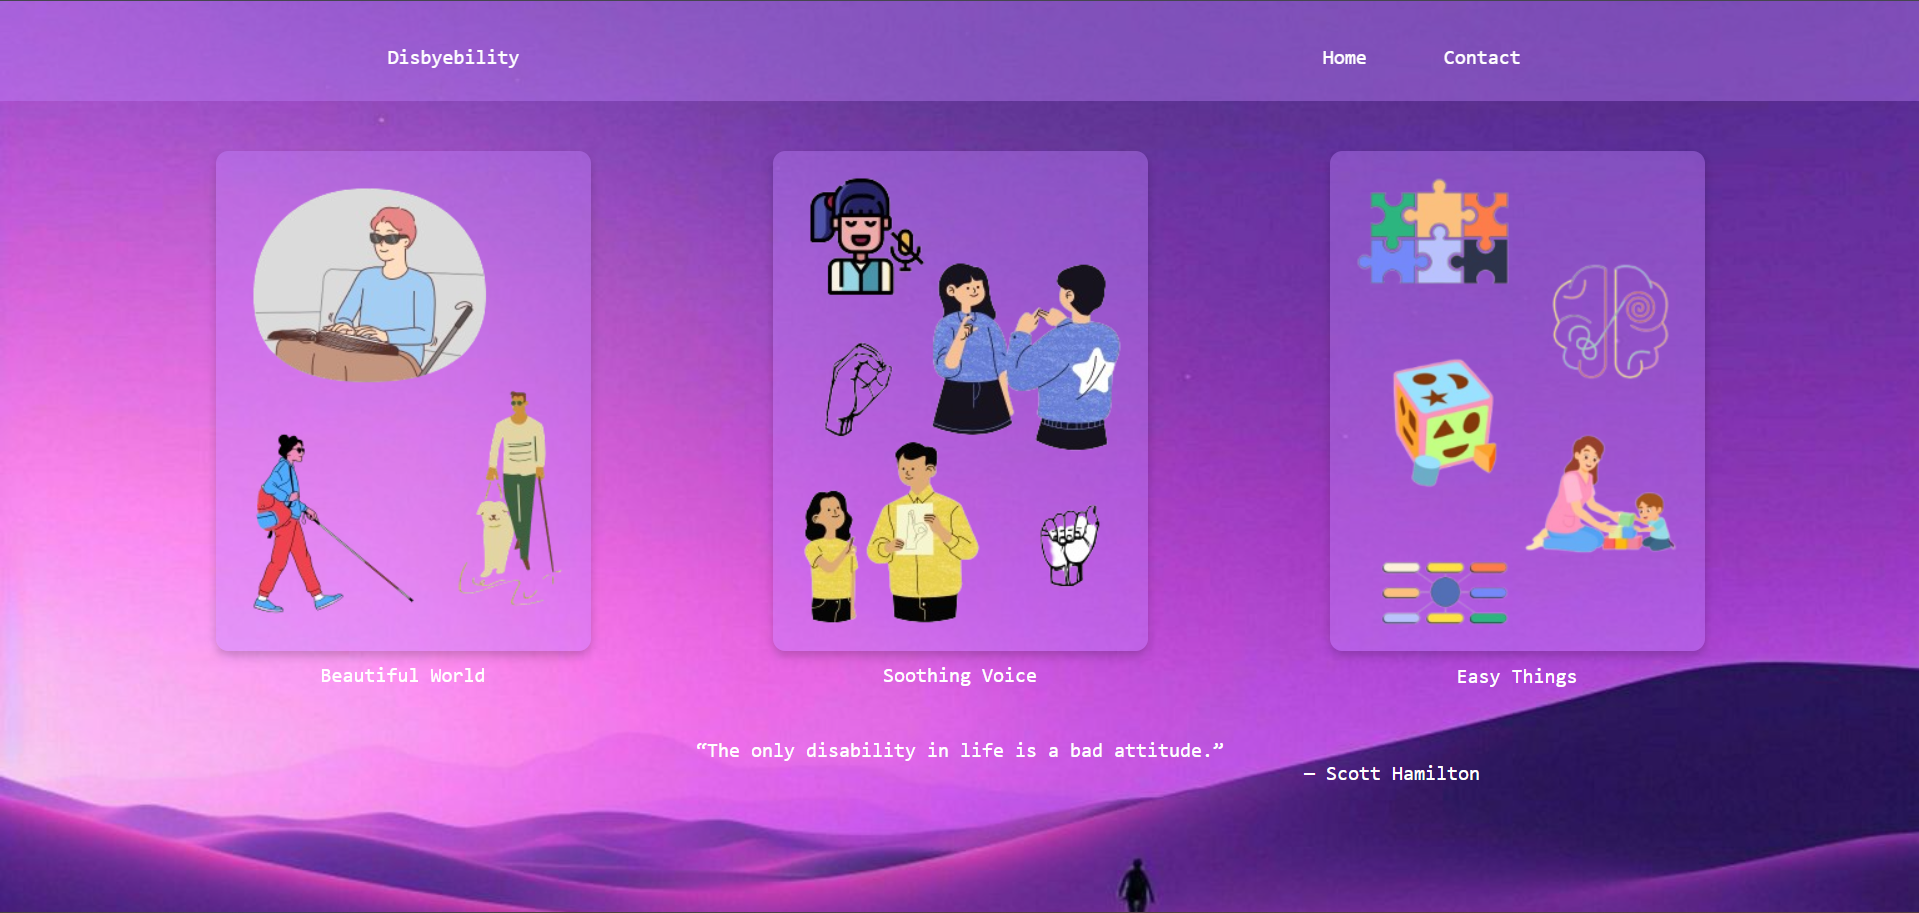 Disbyebility
Home
Contact
Beautiful World
Soothing Voice
Easy Things
“The only disability in life is a bad attitude.”
— Scott Hamilton